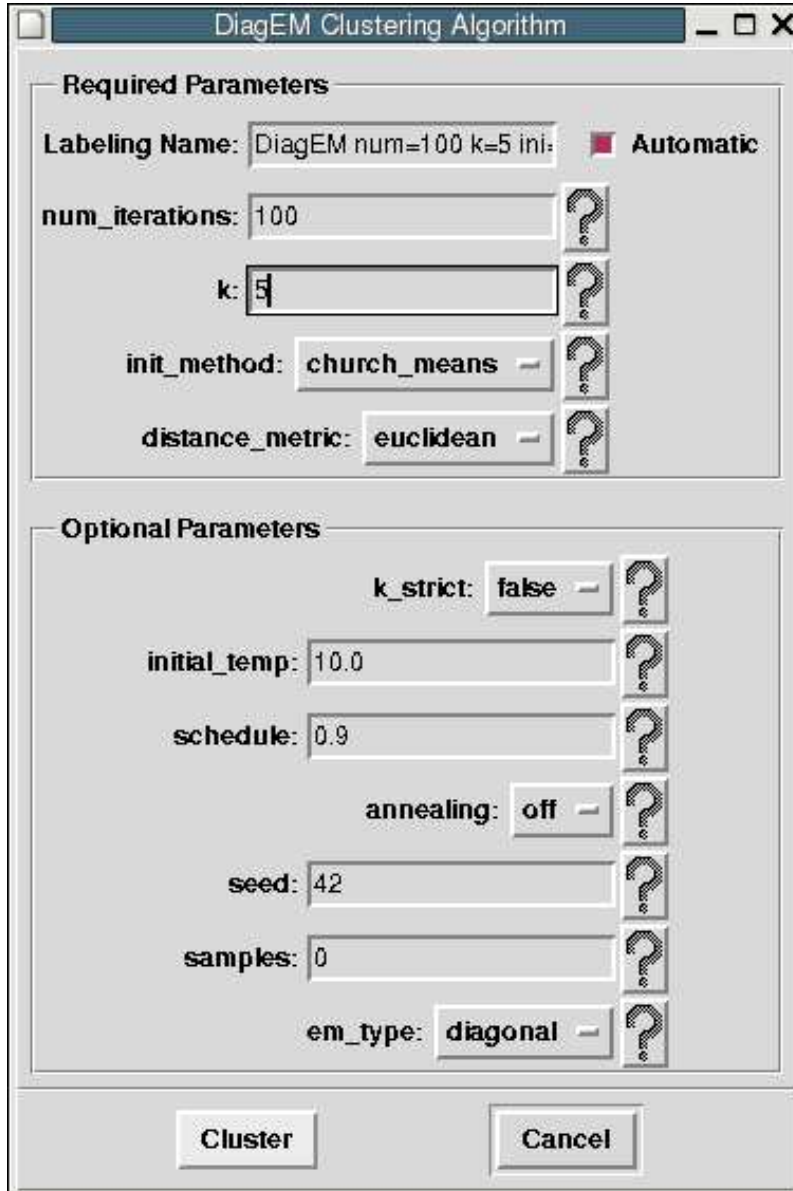 DiagEM Clustering Algorithm
Required Parameters
Labeling Name: DiagEM num=100 k=5 ini= Automatic
num_iterations: 100 ?
k: 5 ?
init_method: church_means ?
distance_metric: euclidean ?
Optional Parameters
k_strict: false ?
initial_temp: 10.0 ?
schedule: 0.9 ?
annealing: off ?
seed: 42 ?
samples: 0 ?
em_type: diagonal ?
Cluster Cancel